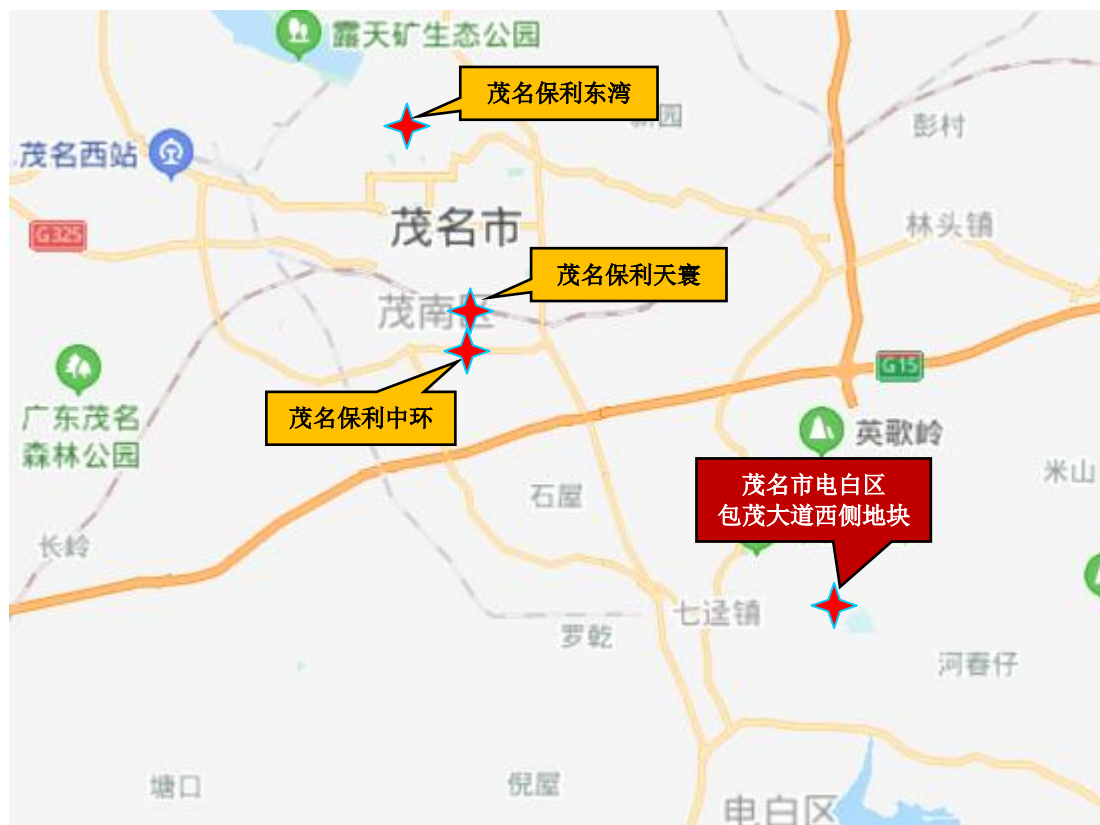 露天矿生态公园
茂名保利东湾
新园
彭村
茂名西站
茂名市
林头镇
G325
茂名保利天寰
茂南区
G15
广东茂名
森林公园
茂名保利中环
英歌岭
米山
茂名市电白区
包茂大道西侧地块
石屋
长岭
七迳镇
罗乾
河春仔
塘口
倪屋
电白区